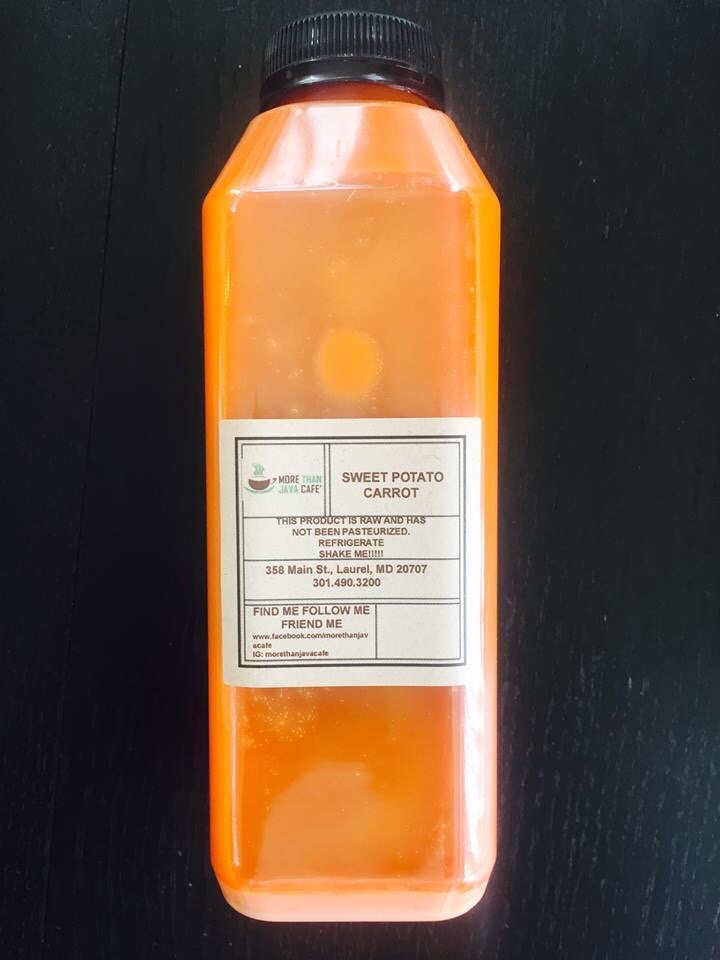 MORE THAN
JAVA CAFE'
SWEET POTATO
CARROT
THIS PRODUCT IS RAW AND HAS
NOT BEEN PASTEURIZED.
REFRIGERATE
SHAKE ME!!!!!
358 Main St., Laurel, MD 20707
301.490.3200
FIND ME FOLLOW ME
FRIEND ME
www.facebook.com/morethanjav
acafe
IG: morethanjavacafe